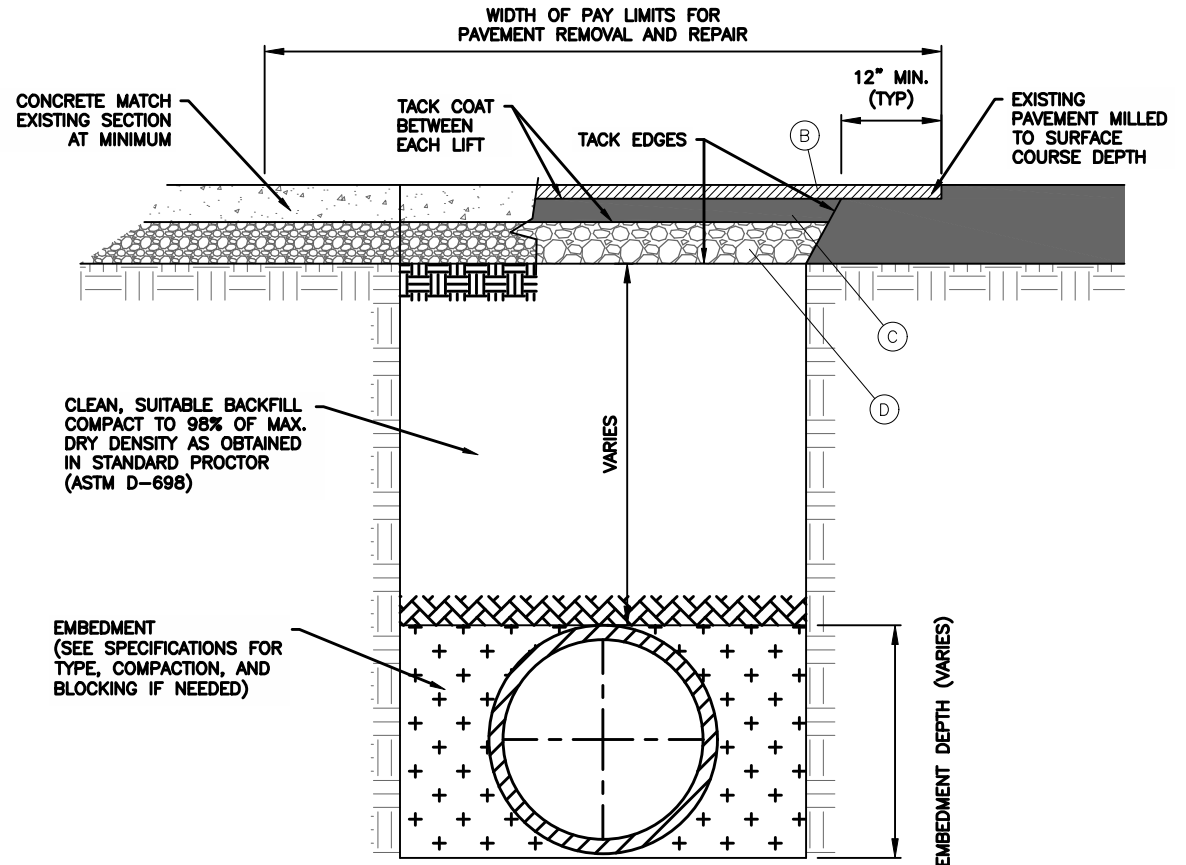 WIDTH OF PAY LIMITS FOR
PAVEMENT REMOVAL AND REPAIR
12" MIN.
(TYP)
CONCRETE MATCH
EXISTING SECTION
AT MINIMUM
TACK COAT
BETWEEN
EACH LIFT
TACK EDGES
B
EXISTING
PAVEMENT MILLED
TO SURFACE
COURSE DEPTH
C
D
CLEAN, SUITABLE BACKFILL
COMPACT TO 98% OF MAX.
DRY DENSITY AS OBTAINED
IN STANDARD PROCTOR
(ASTM D-698)
VARIES
EMBEDMENT
(SEE SPECIFICATIONS FOR
TYPE, COMPACTION, AND
BLOCKING IF NEEDED)
EMBEDMENT DEPTH (VARIES)